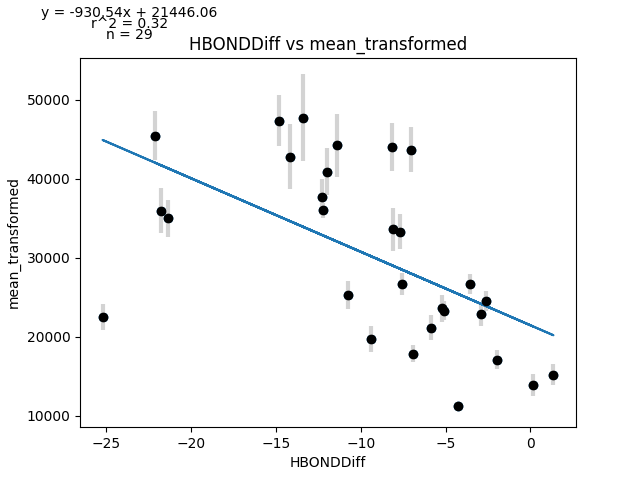 y = -930.54x + 21446.06
r^2 = 0.32
n = 29
HBONDDiff vs mean_transformed
50000
40000
30000
20000
10000
mean_transformed
−25
−20
−15
−10
−5
0
HBONDDiff